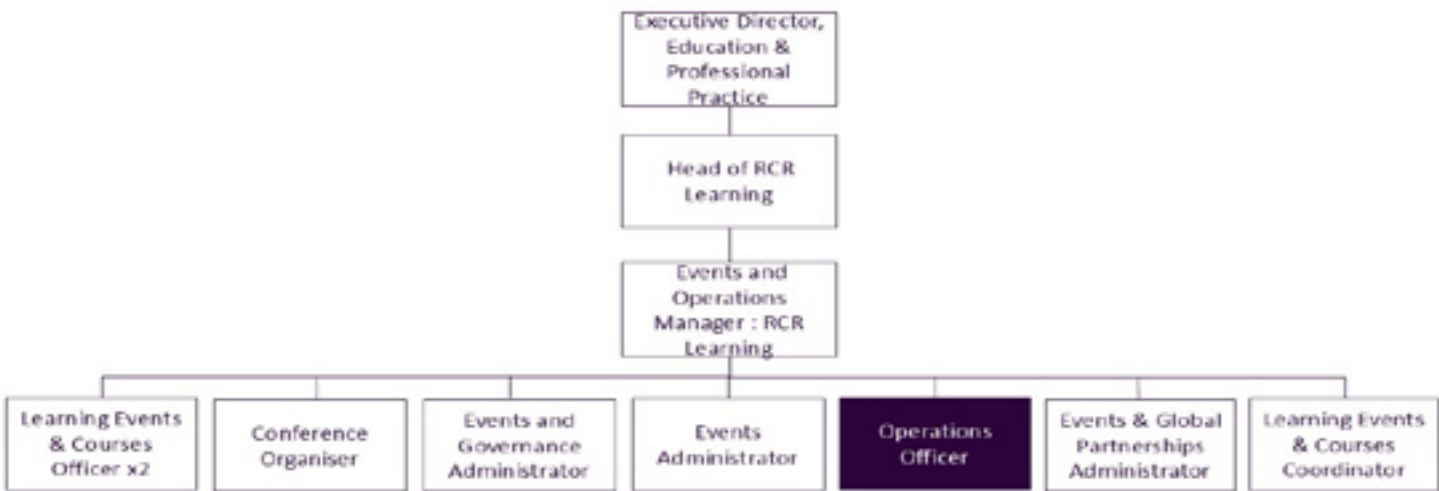 Executive Director,
Education &
Professional
Practice
Head of RCR
Learning
Events and
Operations
Manager : RCR
Learning
Learning Events
& Courses
Officer x2
Conference
Organiser
Events and
Governance
Administrator
Events
Administrator
Operations
Officer
Events & Global
Partnerships
Administrator
Learning Events
& Courses
Coordinator